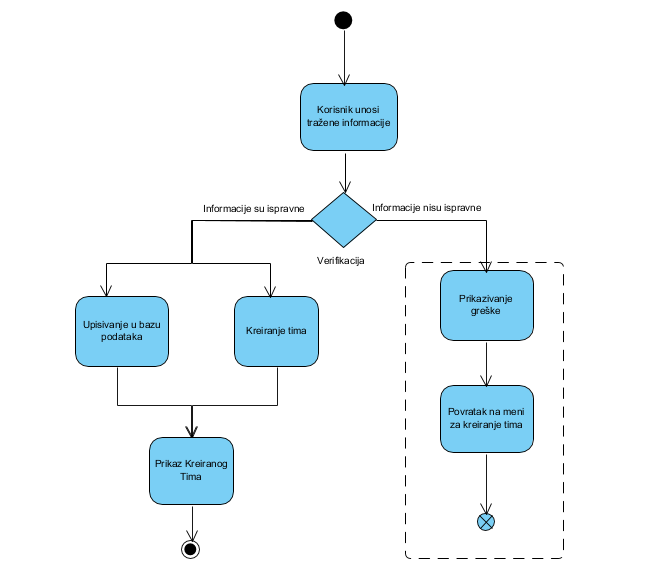 Korisnik unosi
tražene informacije
Informacije su ispravne
Informacije nisu ispravne
Verifikacija
Upisivanje u bazu
podataka
Kreiranje tima
Prikazivanje
greške
Povratak na meni
za kreiranje tima
Prikaz Kreiranog
Tima